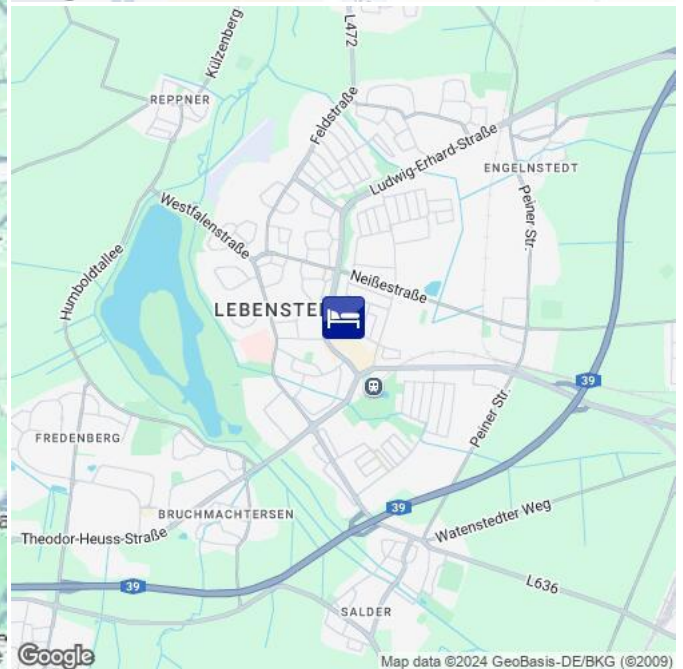 L472
Külzenberg
REPPNER
Feldstraße
Ludwig-Erhard-Straße
ENGELNSTEDT
Westfalenstraße
Peiner Str.
Humboldtallee
Neißestraße
LEBENSTE
39
FREDENBERG
Peiner Str.
BRUCHMACHTERSEN
39
Theodor-Heuss-Straße
Watenstedter Weg
39
L636
SALDER
Google
Map data ©2024 GeoBasis-DE/BKG (©2009)